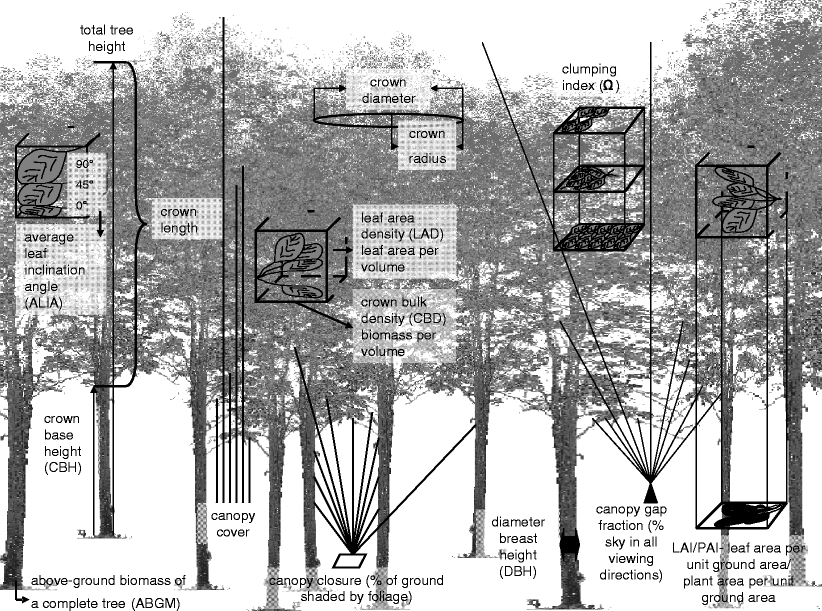 total tree
height
crown
diameter
crown
radius
clumping
index (Ω)
90°
45°
0°
average
leaf
inclination
angle
(ALIA)
crown
length
leaf area
density (LAD)
leaf area per
volume
crown bulk
density (CBD)
biomass per
volume
crown
base
height
(CBH)
canopy
cover
diameter
breast
height
(DBH)
canopy gap
fraction (%
sky in all
viewing
directions)
LAI/PAI- leaf area per
unit ground area/
plant area per unit
ground area
canopy closure (% of ground
shaded by foliage)
above-ground biomass of
a complete tree (ABGM)